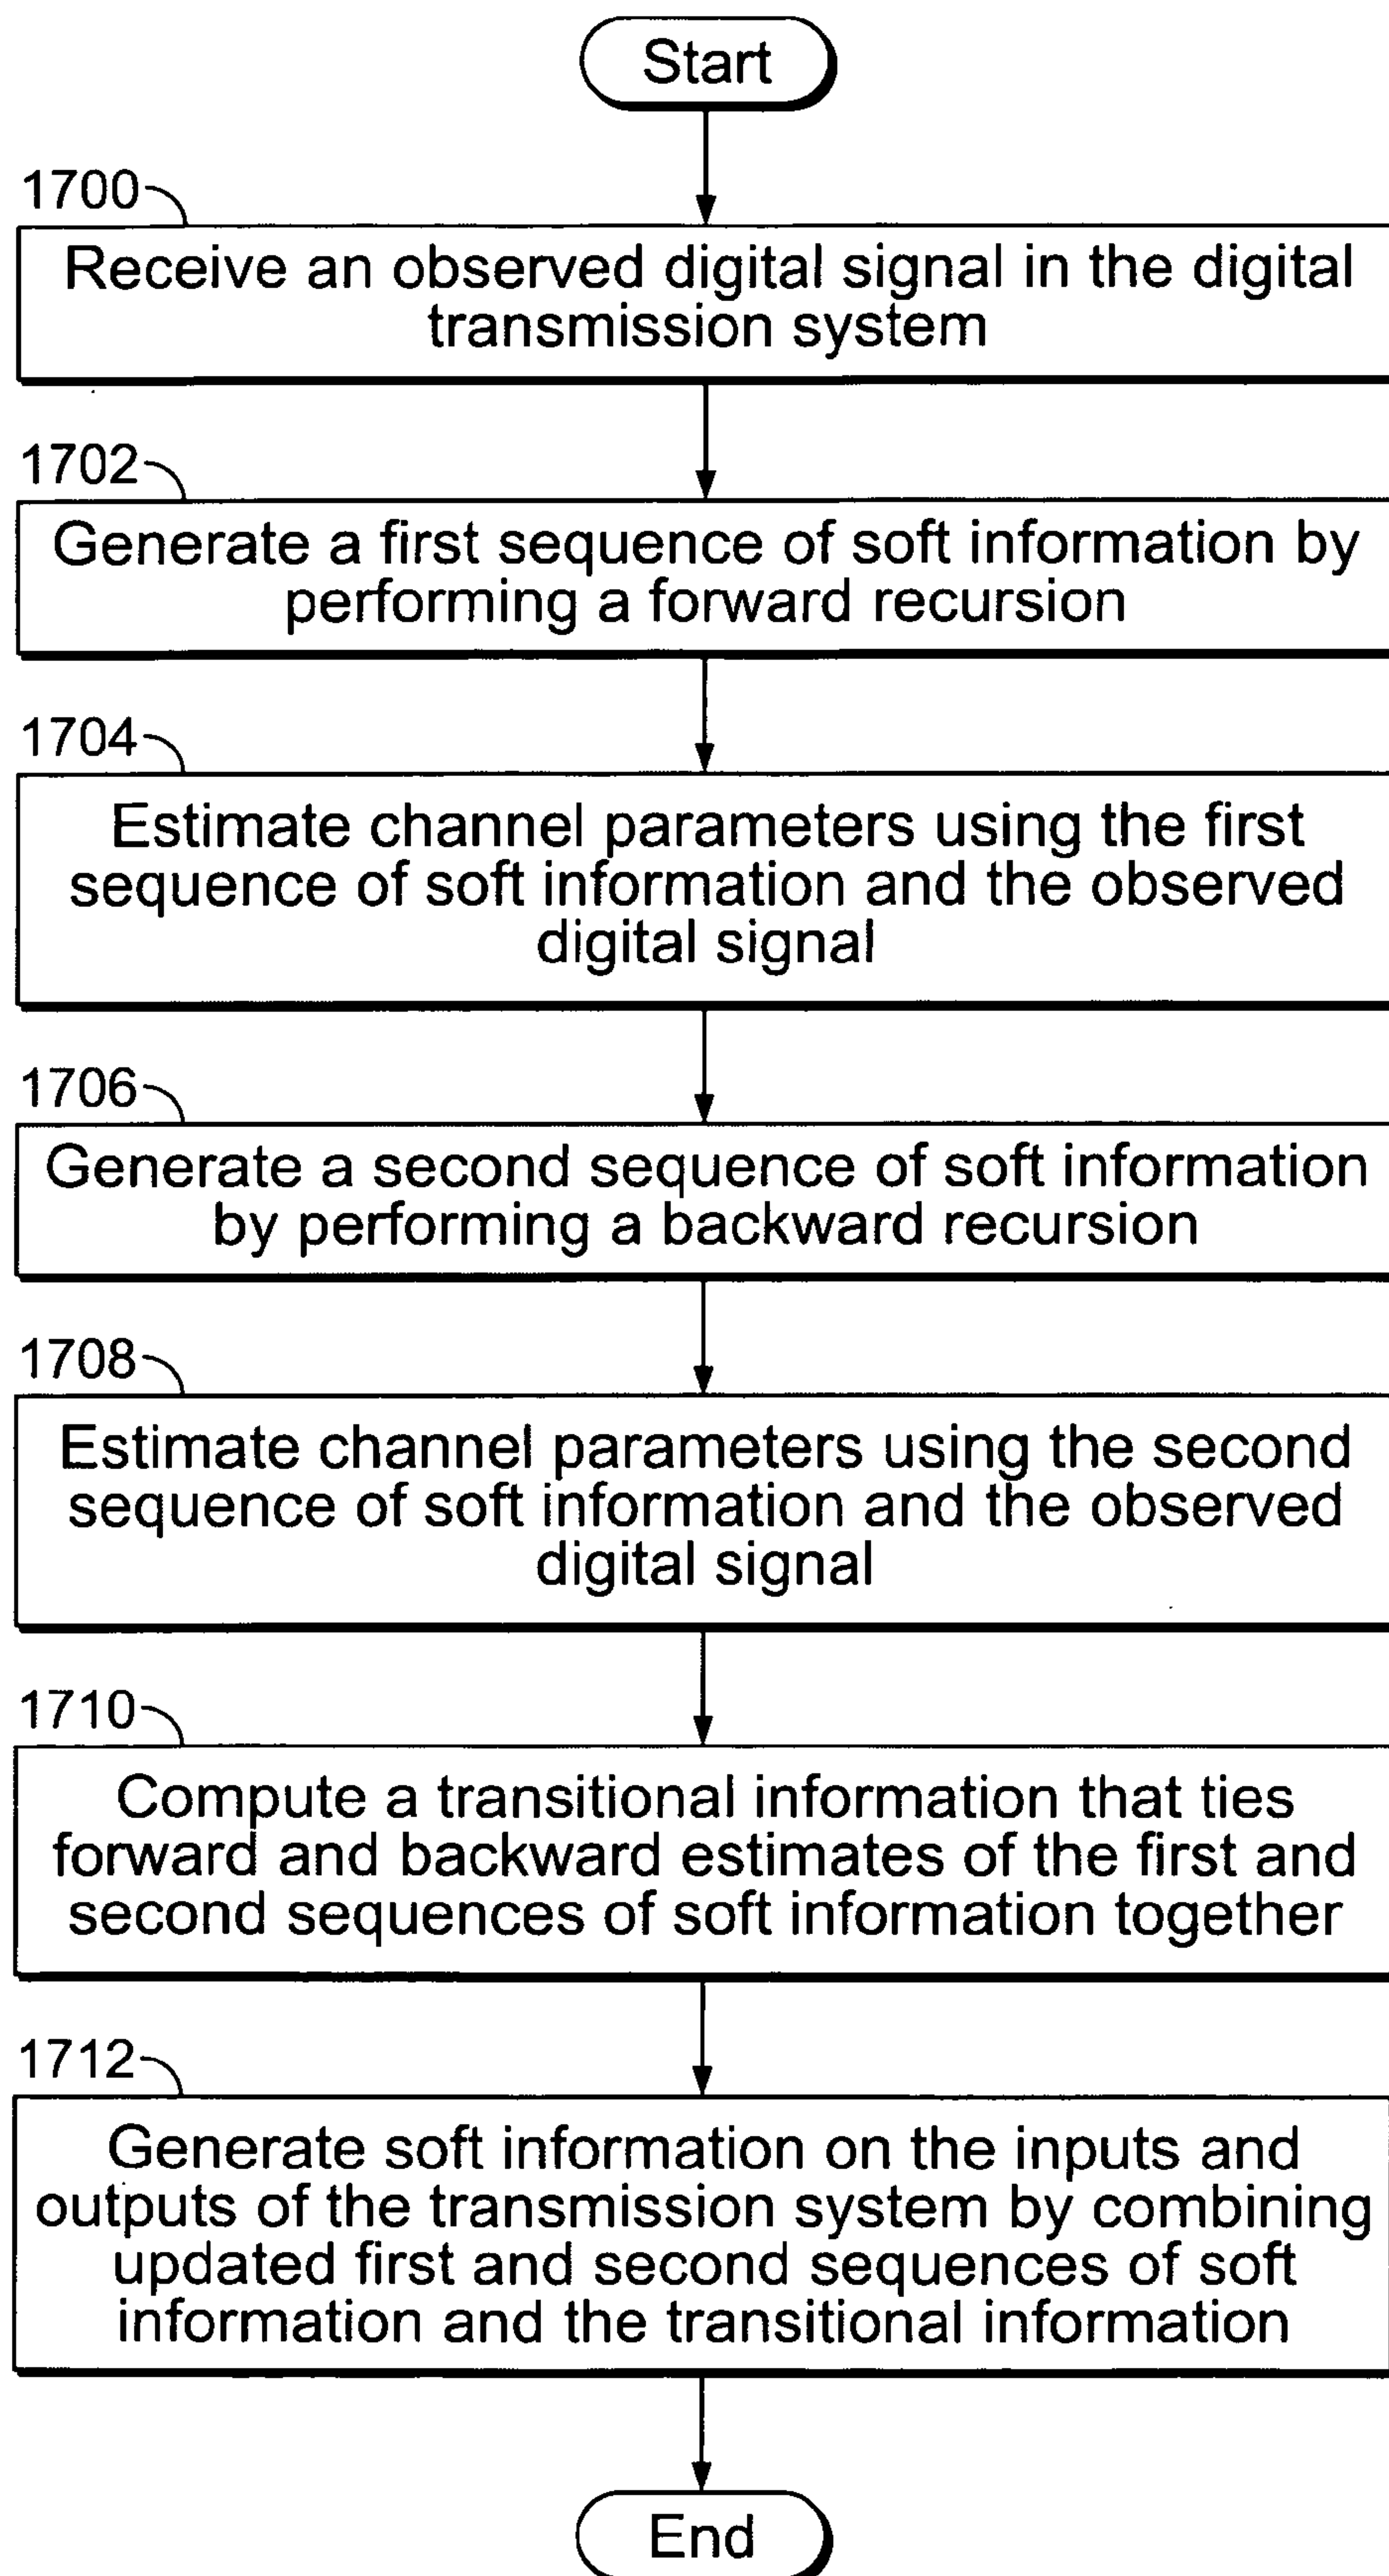 Start
1700
Receive an observed digital signal in the digital
transmission system
1702
Generate a first sequence of soft information by
performing a forward recursion
1704
Estimate channel parameters using the first
sequence of soft information and the observed
digital signal
1706
Generate a second sequence of soft information
by performing a backward recursion
1708
Estimate channel parameters using the second
sequence of soft information and the observed
digital signal
1710
Compute a transitional information that ties
forward and backward estimates of the first and
second sequences of soft information together
1712
Generate soft information on the inputs and
outputs of the transmission system by combining
updated first and second sequences of soft
information and the transitional information
End